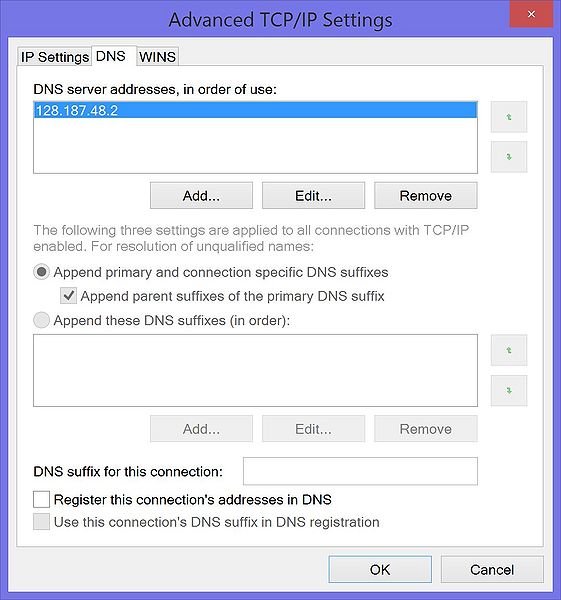 Advanced TCP/IP Settings
IP Settings DNS WINS
DNS server addresses, in order of use:
128.187.48.2
Add... Edit... Remove
The following three settings are applied to all connections with TCP/IP
enabled. For resolution of unqualified names:
Append primary and connection specific DNS suffixes
Append parent suffixes of the primary DNS suffix
Append these DNS suffixes (in order):
Add... Edit... Remove
DNS suffix for this connection:
Register this connection's addresses in DNS
Use this connection's DNS suffix in DNS registration
OK Cancel